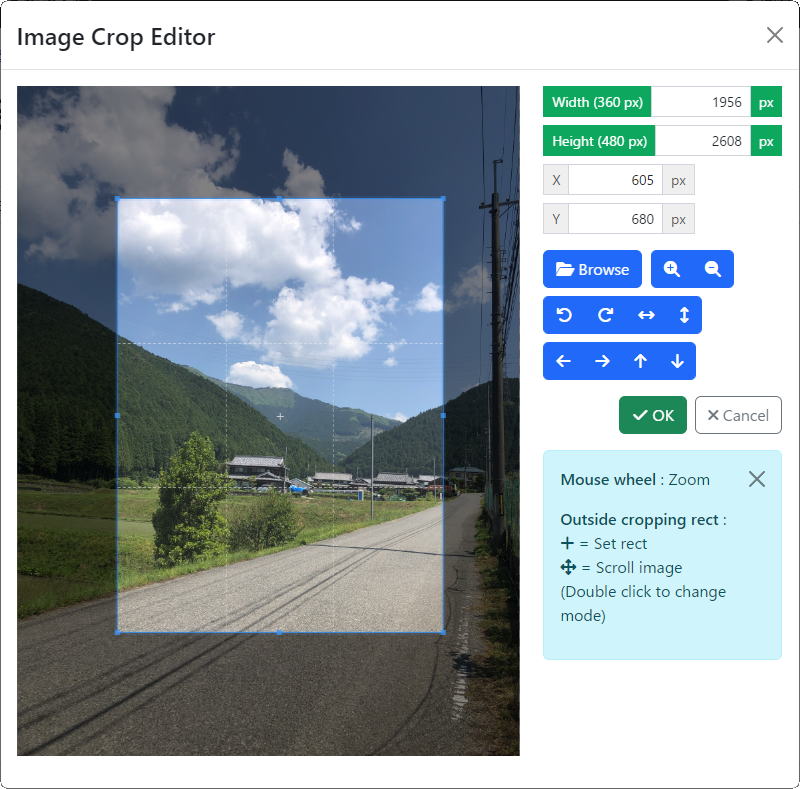 Image Crop Editor
Width (360 px) 1956 px
Height (480 px) 2608 px
X 605 px
Y 680 px
Browse
OK Cancel
Mouse wheel : Zoom
Outside cropping rect :
= Set rect
= Scroll image
(Double click to change
mode)